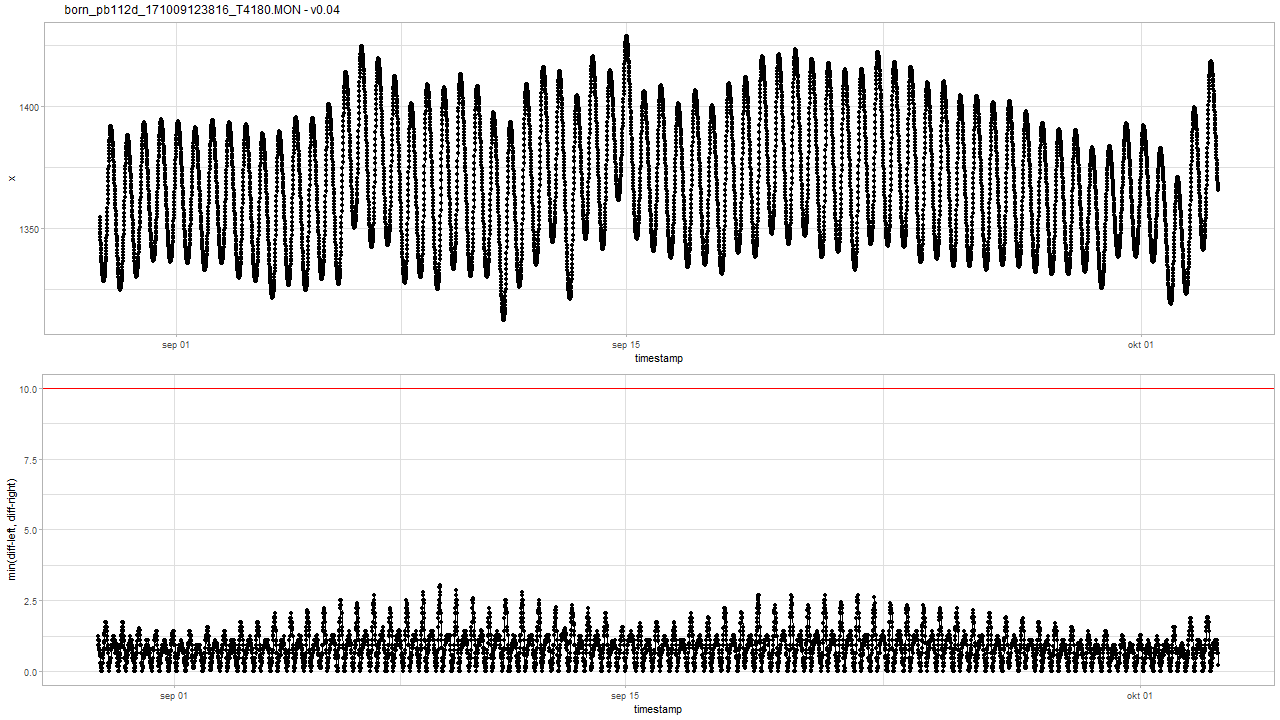 born_pb112d_171009123816_T4180.MON - v0.04
x
1400
1350
sep 01
sep 15
okt 01
timestamp
min(diff-left, diff-right)
10.0
7.5
5.0
2.5
0.0
sep 01
sep 15
okt 01
timestamp